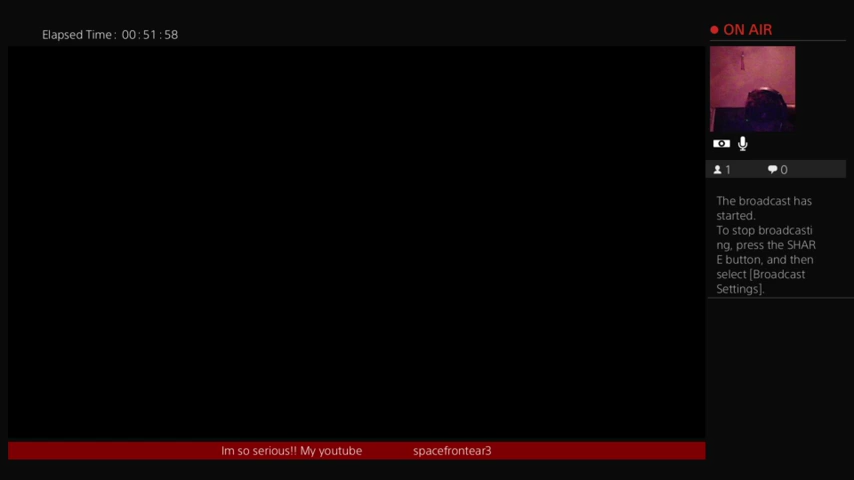 Elapsed Time: 00:51:58
ON AIR
1 0
The broadcast has
started.
To stop broadcasti
ng, press the SHAR
E button, and then
select [Broadcast
Settings].
Im so serious!! My youtube spacefrontear3